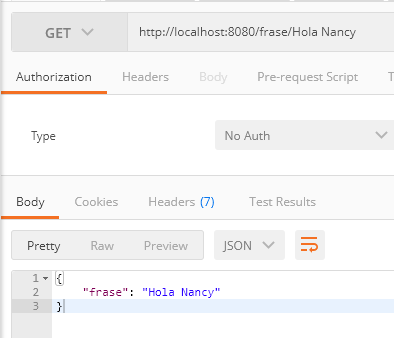 GET http://localhost:8080/frase/Hola Nancy
Authorization Headers Body Pre-request Script
Type No Auth
Body Cookies Headers (7) Test Results
Pretty Raw Preview JSON
1 {
2 "frase": "Hola Nancy"
3 }